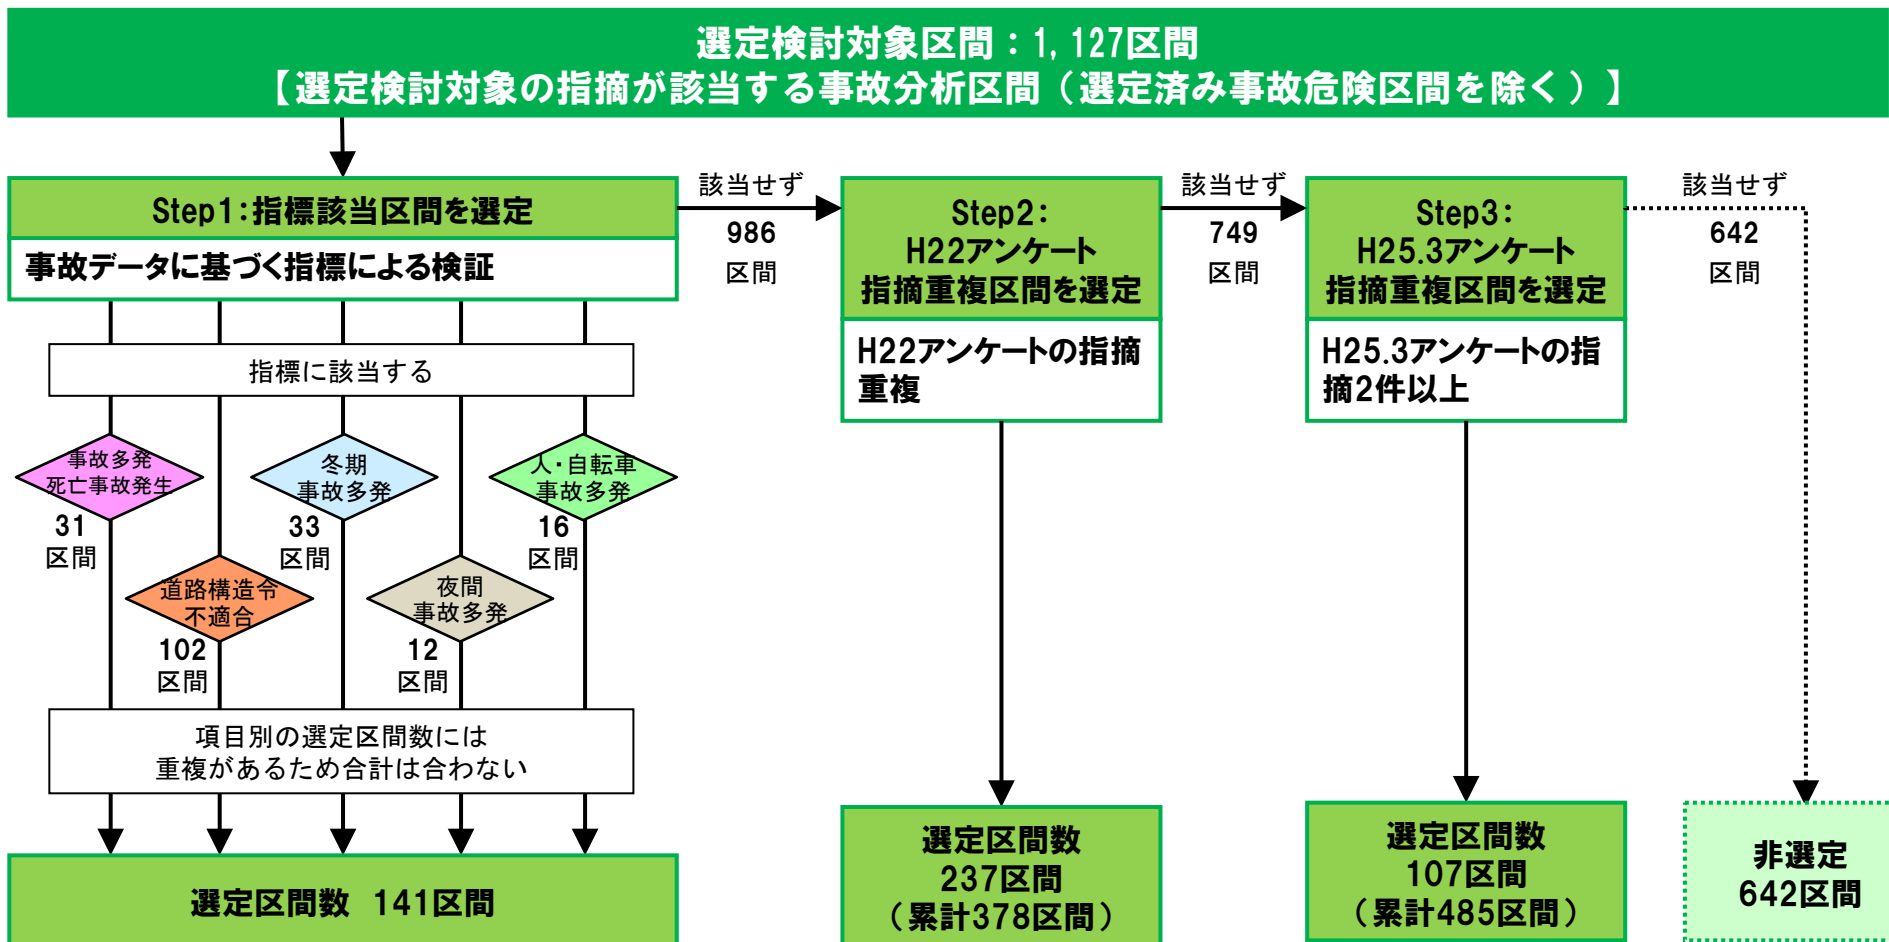 選定検討対象区間：1,127区間
【選定検討対象の指摘が該当する事故分析区間（選定済み事故危険区間を除く）】
Step1:指標該当区間を選定
事故データに基づく指標による検証
指標に該当する
事故多発
死亡事故発生
31
区間
道路構造令
不適合
102
区間
冬期
事故多発
33
区間
夜間
事故多発
12
区間
人・自転車
事故多発
16
区間
項目別の選定区間数には
重複があるため合計は合わない
選定区間数 141区間
該当せず
986
区間
Step2:
H22アンケート
指摘重複区間を選定
H22アンケートの指摘
重複
選定区間数
237区間
（累計378区間）
該当せず
749
区間
Step3:
H25.3アンケート
指摘重複区間を選定
H25.3アンケートの指
摘2件以上
選定区間数
107区間
（累計485区間）
該当せず
642
区間
非選定
642区間